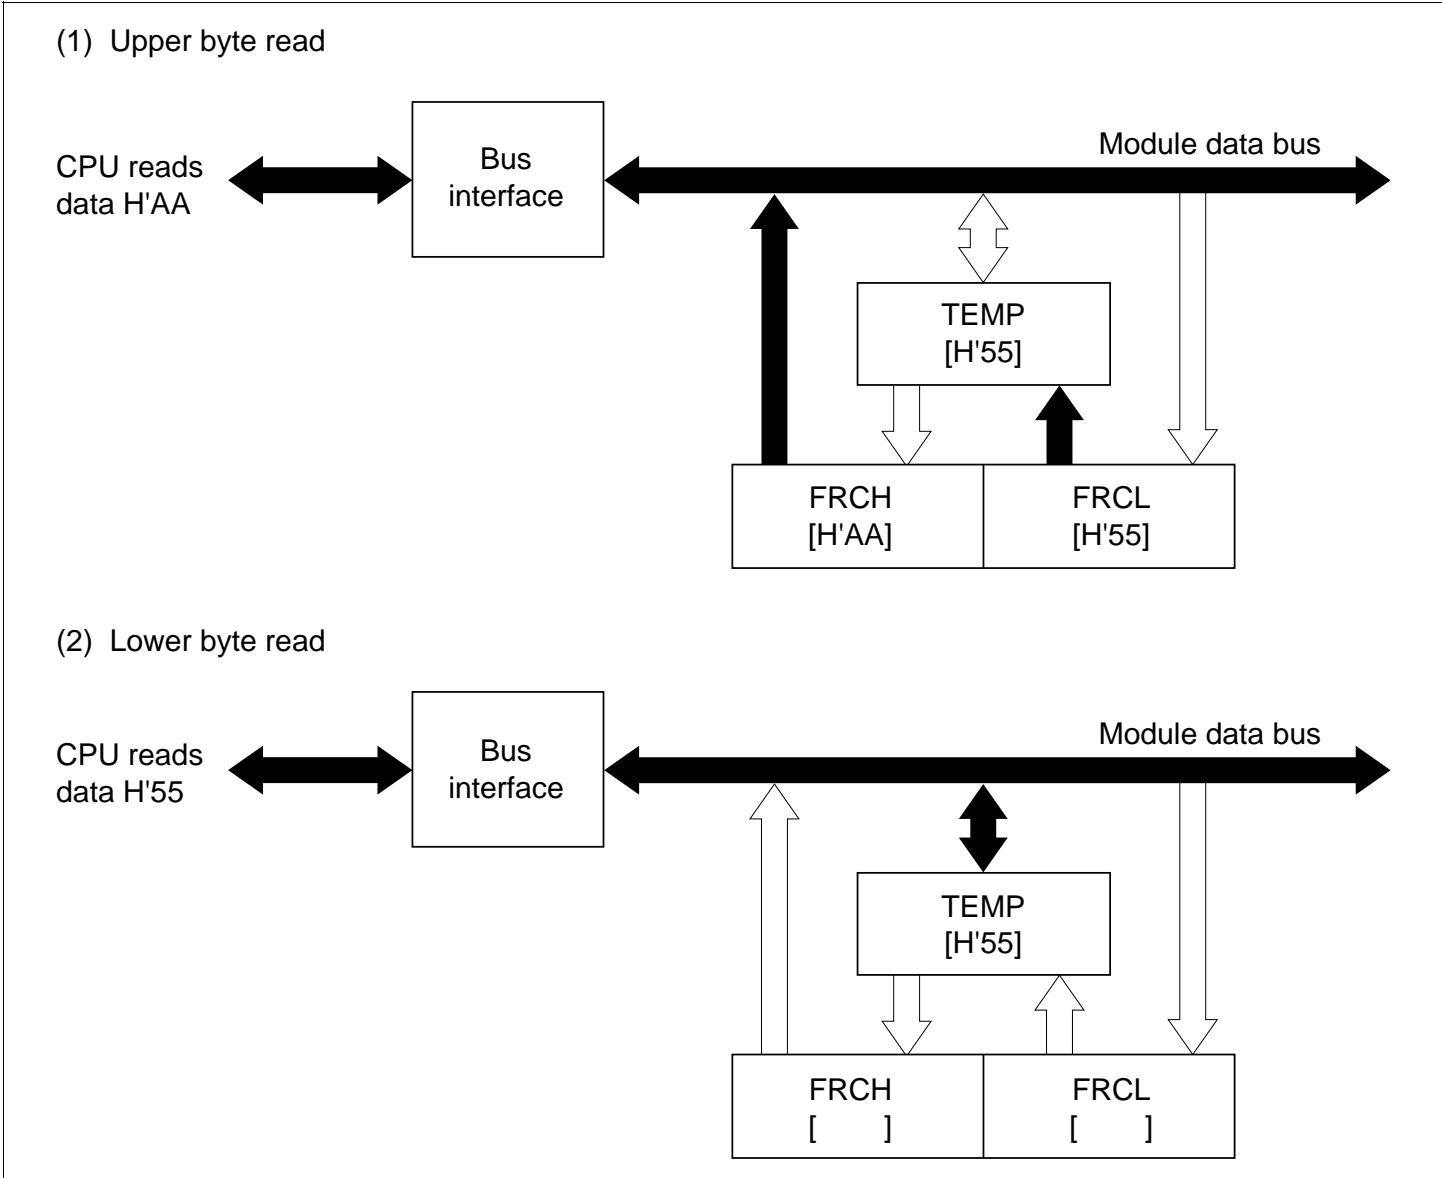 (1) Upper byte read
CPU reads
data H'AA
Bus
interface
Module data bus
TEMP
[H'55]
FRCH
[H'AA]
FRCL
[H'55]
(2) Lower byte read
CPU reads
data H'55
Bus
interface
Module data bus
TEMP
[H'55]
FRCH
[ ]
FRCL
[ ]